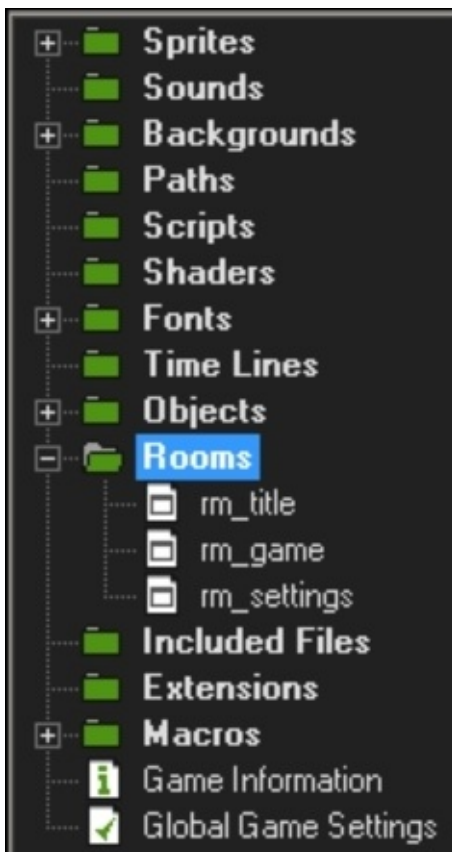 Sprites
Sounds
Backgrounds
Paths
Scripts
Shaders
Fonts
Time Lines
Objects
Rooms
rm_title
rm_game
rm_settings
Included Files
Extensions
Macros
Game Information
Global Game Settings